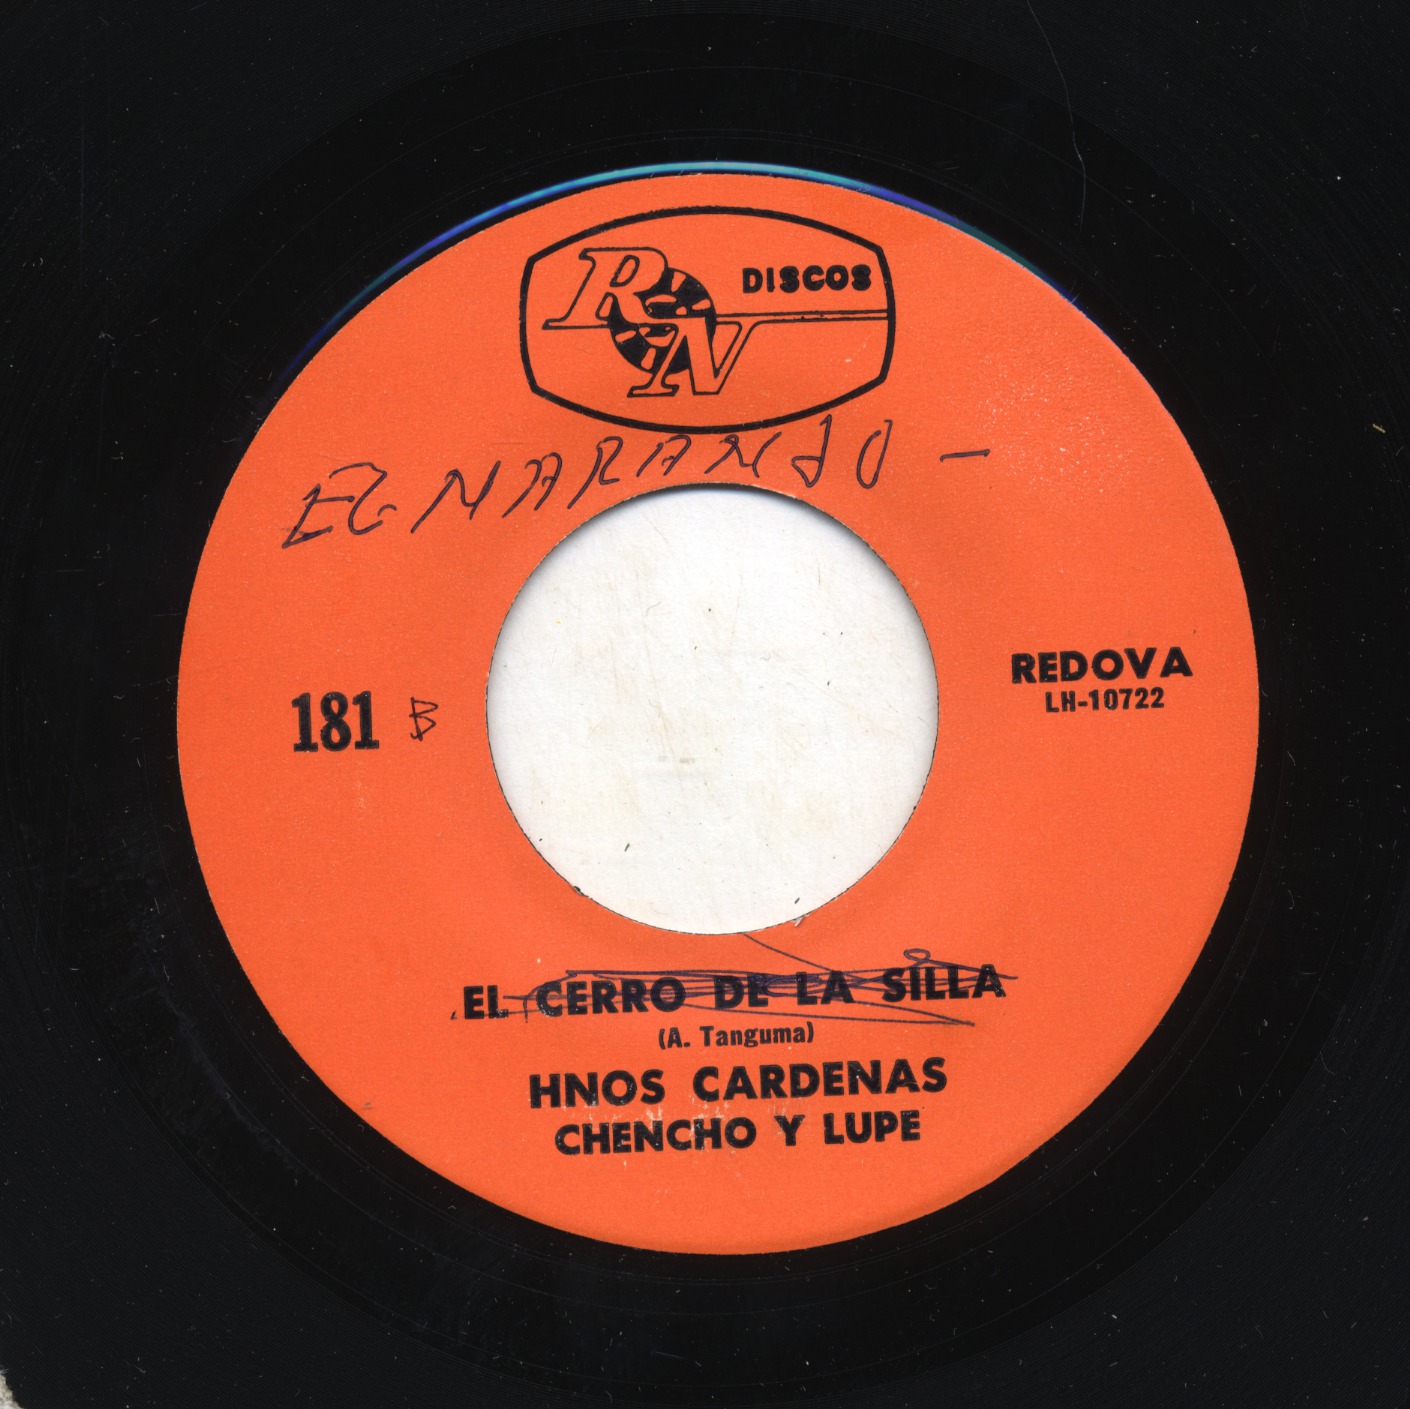 RN DISCOS
EL NARANJO -
181 B
REDOVA
LH-10722
EL CERRO DE LA SILLA
(A. Tanguma)
HNOS CARDENAS
CHENCHO Y LUPE